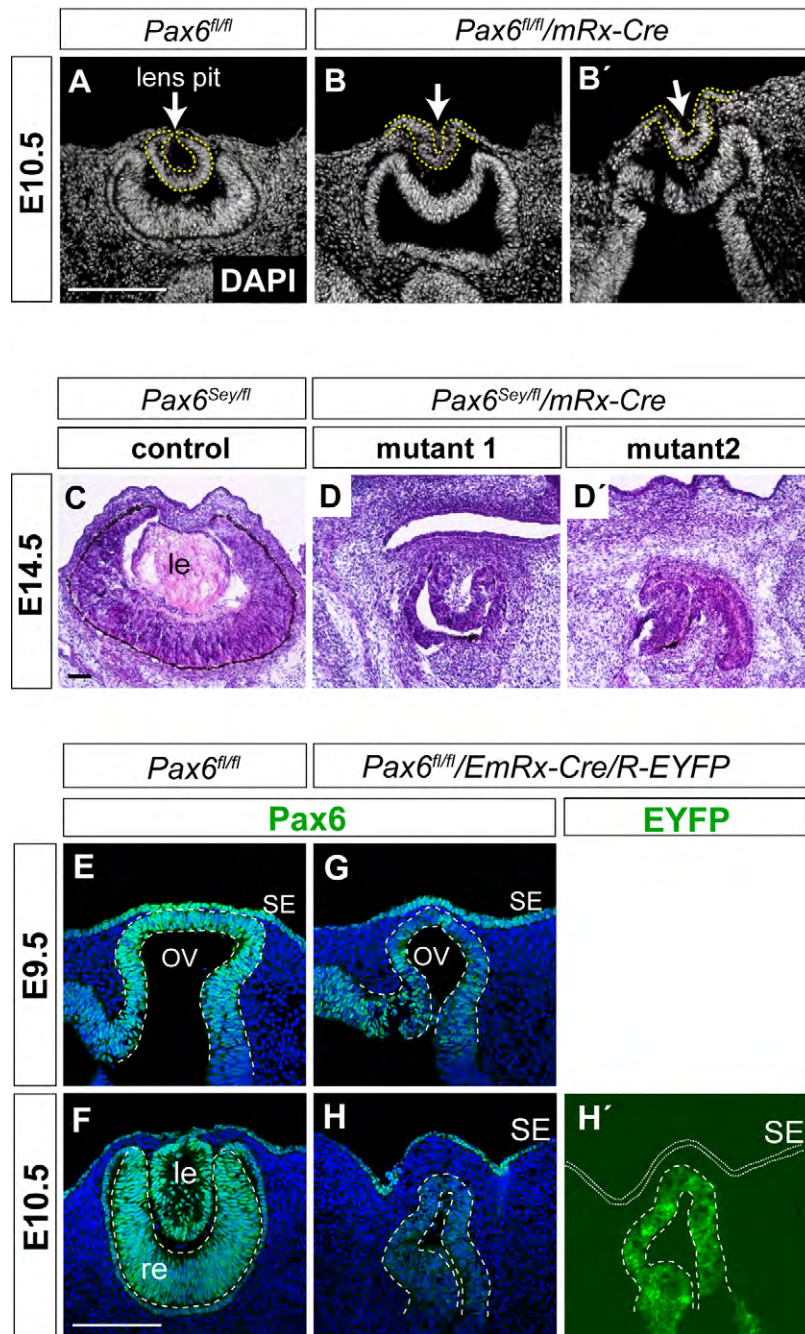 Pax6fl/fl
Pax6fl/fl/mRx-Cre
E10.5
A
lens pit
DAPI
B
B´
Pax6Sey/fl
Pax6Sey/fl/mRx-Cre
control
mutant 1
mutant2
E14.5
C
le
D
D´
Pax6fl/fl
Pax6fl/fl/EmRx-Cre/R-EYFP
Pax6
EYFP
E9.5
E
SE
OV
G
SE
OV
E10.5
F
le
re
H
SE
H´
SE